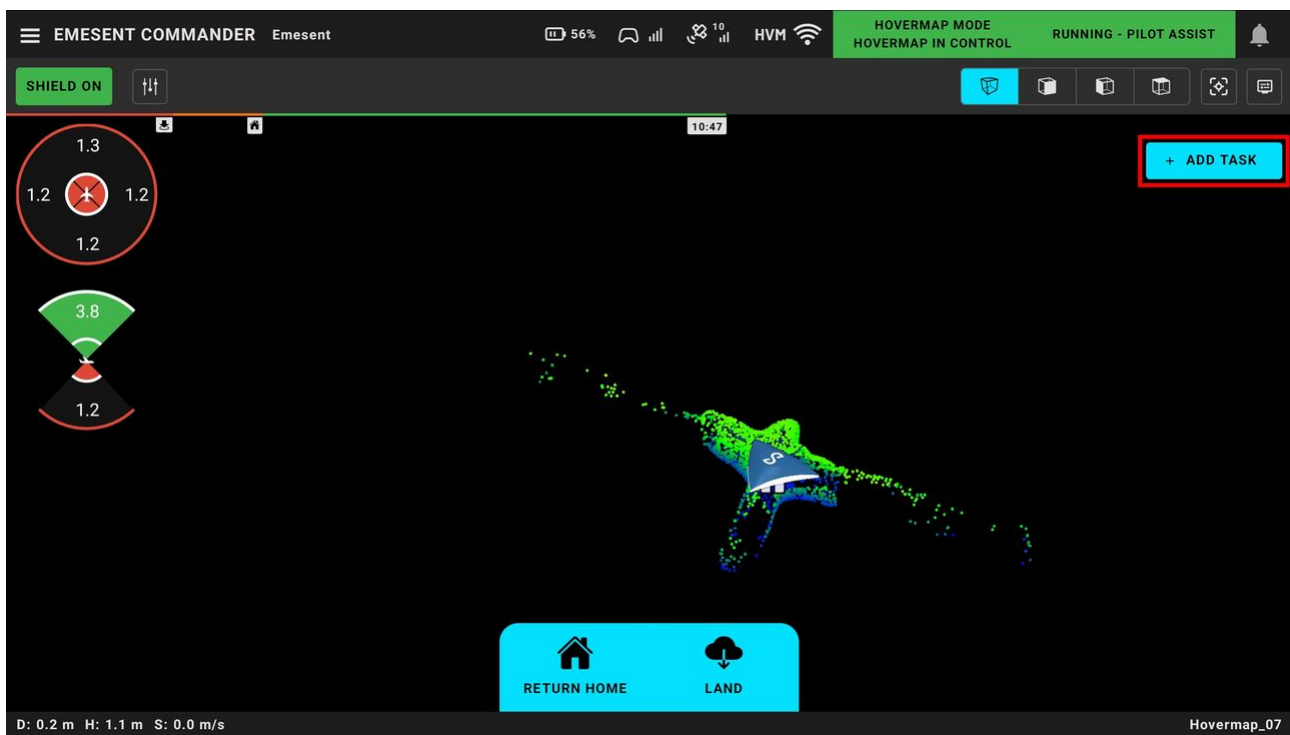 EMESENT COMMANDER Emesent 56% 10 HVM HOVERMAP MODE
HOVERMAP IN CONTROL RUNNING - PILOT ASSIST
SHIELD ON
10:47
+ ADD TASK
1.3
1.2 1.2
1.2
3.8
1.2
S
RETURN HOME LAND
D: 0.2 m H: 1.1 m S: 0.0 m/s Hovermap_07